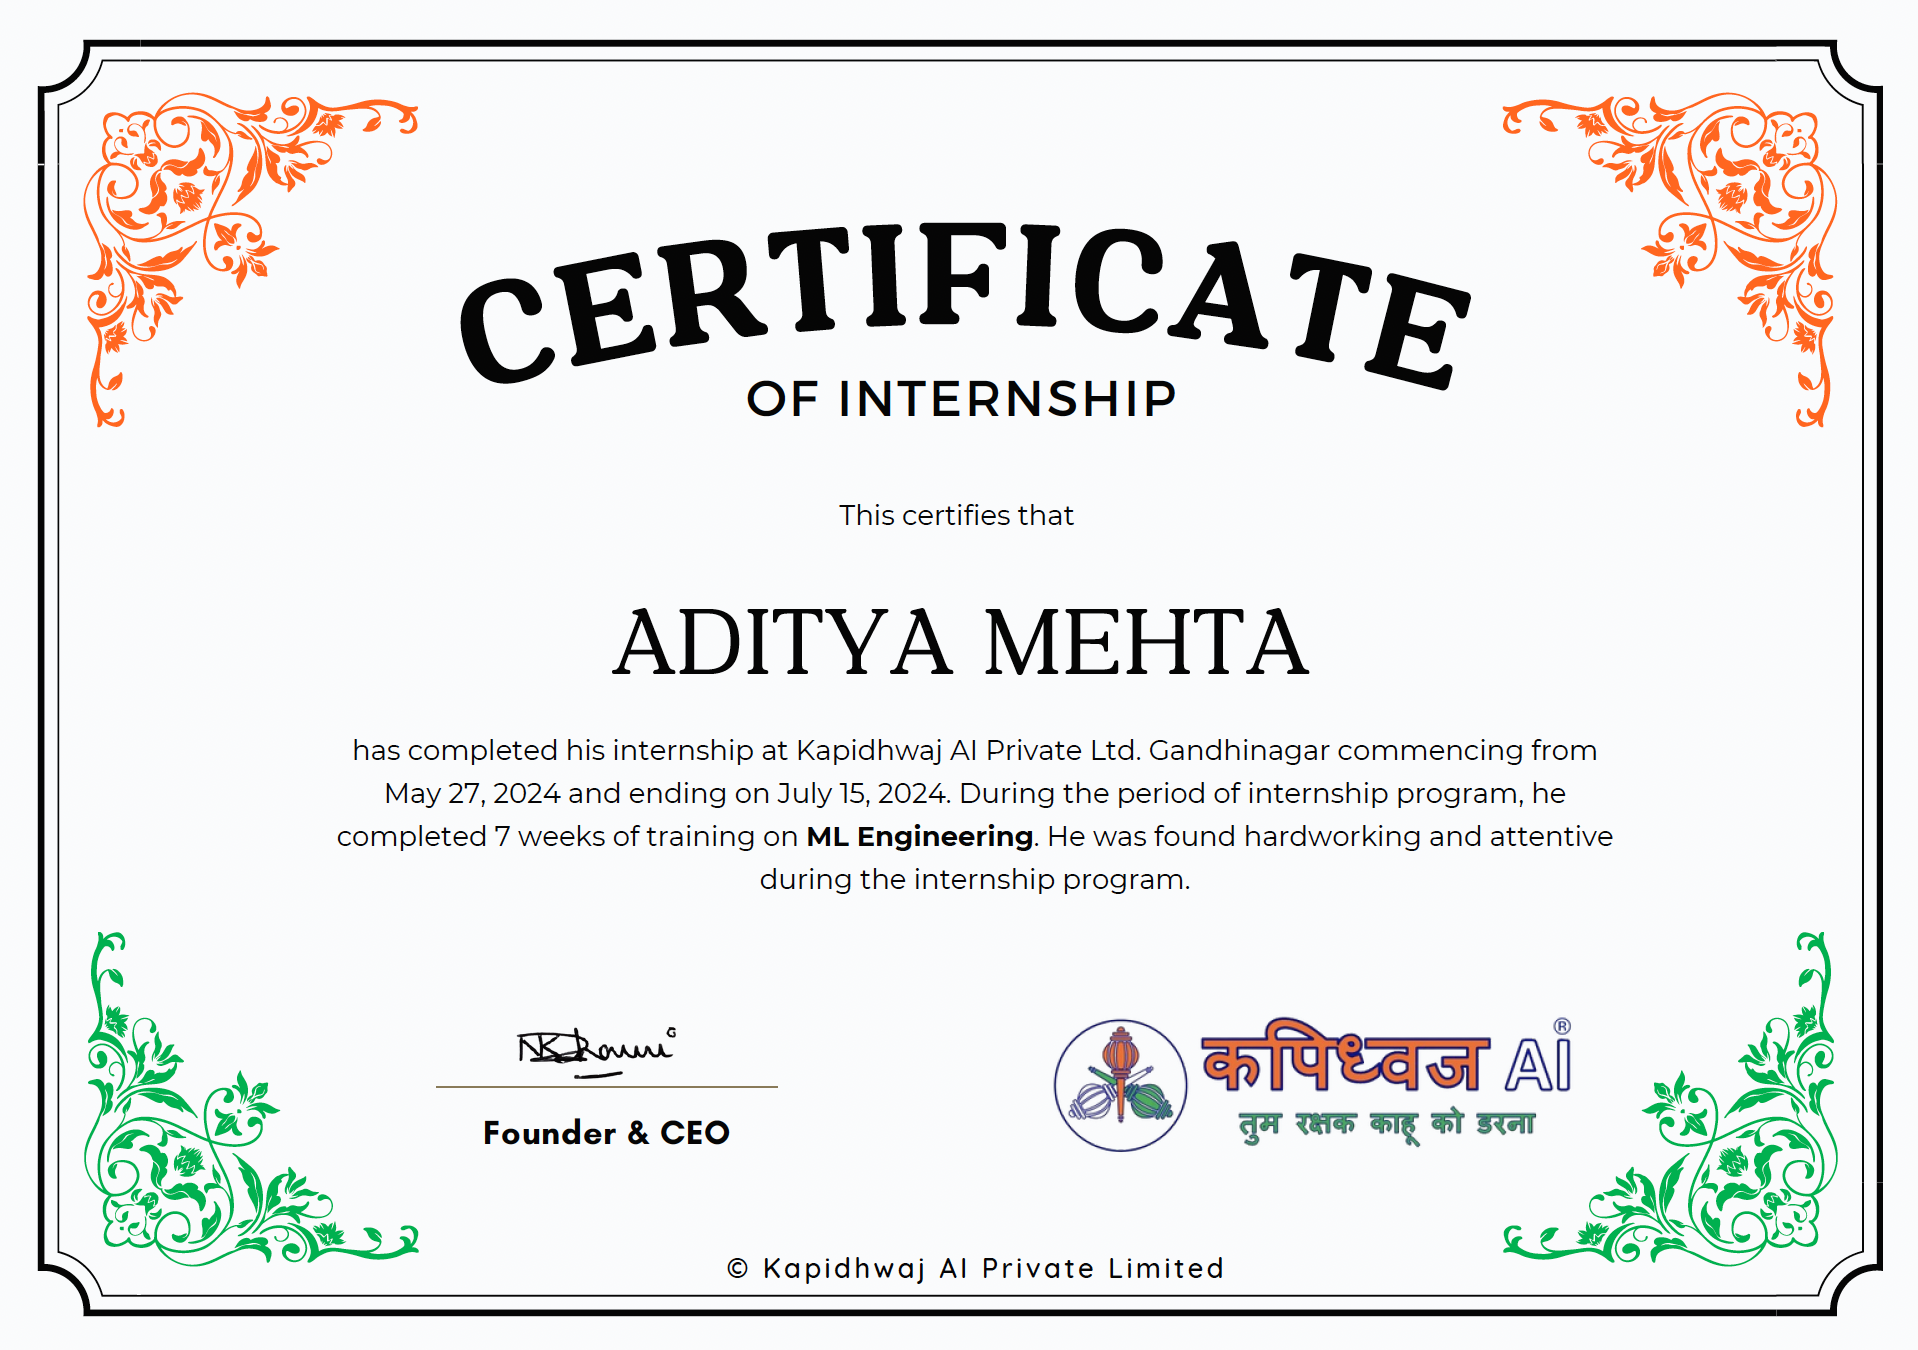 CERTIFICATE
OF INTERNSHIP
This certifies that
ADITYA MEHTA
has completed his internship at Kapidhwaj AI Private Ltd. Gandhinagar commencing from
May 27, 2024 and ending on July 15, 2024. During the period of internship program, he
completed 7 weeks of training on ML Engineering. He was found hardworking and attentive
during the internship program.
Founder & CEO
कपिध्वज AI ®
तुम रक्षक काहू को डरना
© Kapidhwaj AI Private Limited